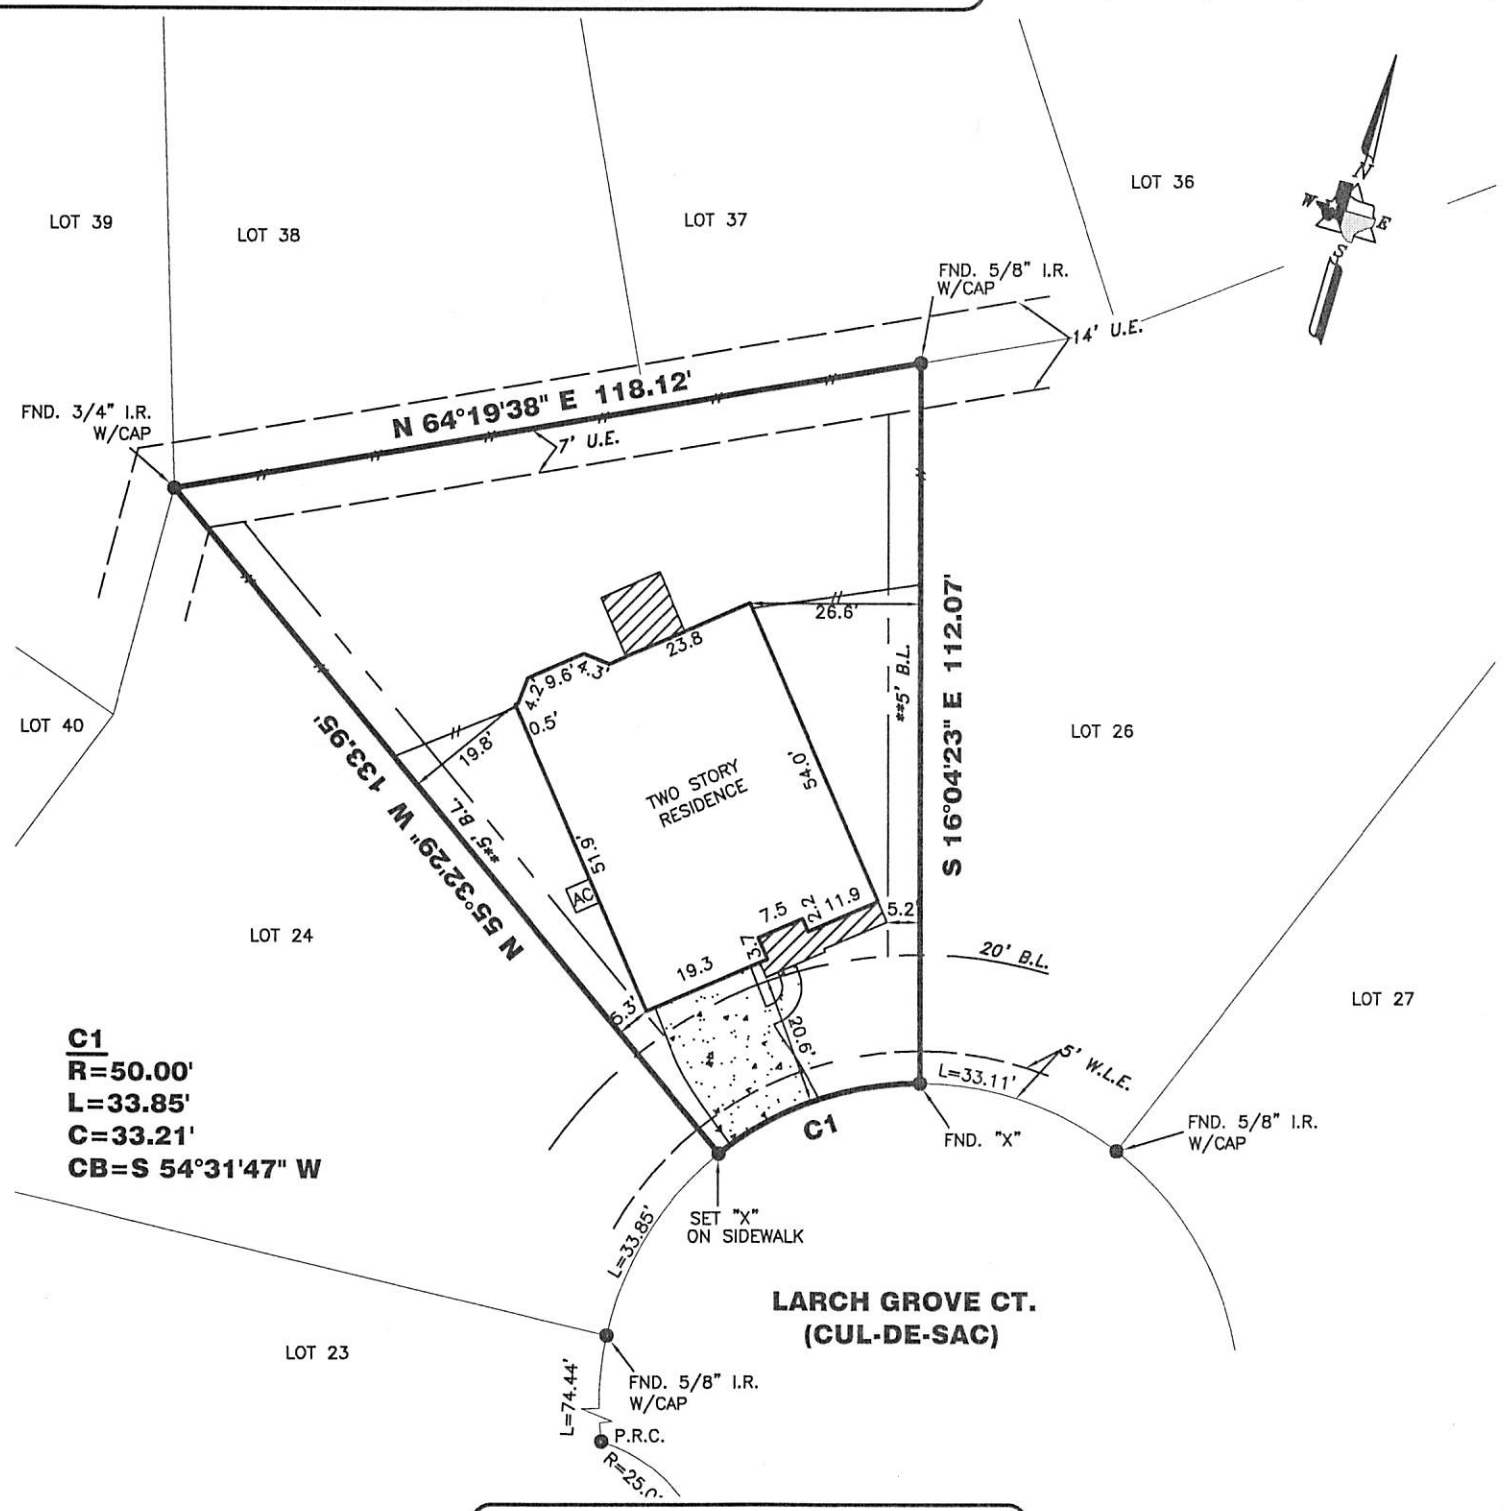 LOT 39
LOT 38
LOT 37
LOT 36
N
W
E
S
FND. 5/8" I.R.
W/CAP
14' U.E.
FND. 3/4" I.R.
W/CAP
N 64°19'38" E 118.12'
7' U.E.
26.6'
23.8
4.3'
9.6'
4.2'
0.5'
19.8'
**5' B.L.
S 16°04'23" E 112.07'
LOT 40
LOT 26
TWO STORY
RESIDENCE
54.0'
N 55°32'29" W 133.95'
**5' B.L.
51.9'
AC
7.5
2.2
11.9
5.2
3.7
19.3
20' B.L.
LOT 24
LOT 27
6.3'
20.6'
5' W.L.E.
C1
R=50.00'
L=33.85'
C=33.21'
CB=S 54°31'47" W
L=33.11'
C1
FND. "X"
FND. 5/8" I.R.
W/CAP
SET "X"
ON SIDEWALK
L=33.85'
LARCH GROVE CT.
(CUL-DE-SAC)
LOT 23
FND. 5/8" I.R.
W/CAP
L=74.44'
P.R.C.
R=25.0